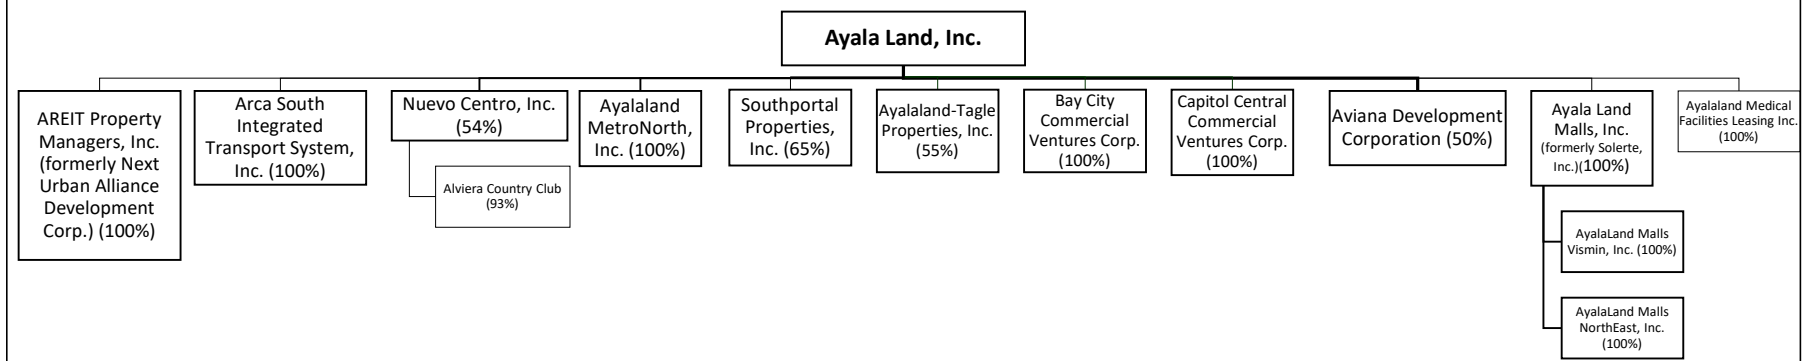 Ayala Land, Inc.
AREIT Property
Managers, Inc.
(formerly Next
Urban Alliance
Development
Corp.) (100%)
Arca South
Integrated
Transport System,
Inc. (100%)
Nuevo Centro, Inc.
(54%)
Alviera Country Club
(93%)
Ayalaland
MetroNorth,
Inc. (100%)
Southportal
Properties,
Inc. (65%)
Ayalaland-Tagle
Properties, Inc.
(55%)
Bay City
Commercial
Ventures Corp.
(100%)
Capitol Central
Commercial
Ventures Corp.
(100%)
Aviana Development
Corporation (50%)
Ayala Land
Malls, Inc.
(formerly Solerte,
Inc.)(100%)
AyalaLand Malls
Vismin, Inc. (100%)
AyalaLand Malls
NorthEast, Inc.
(100%)
Ayalaland Medical
Facilities Leasing Inc.
(100%)